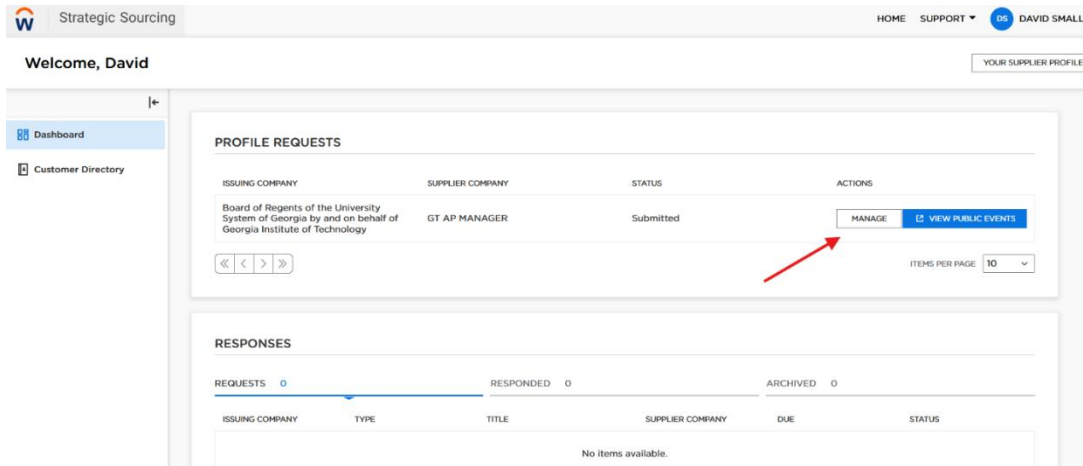 Strategic Sourcing HOME SUPPORT DS DAVID SMALL
Welcome, David YOUR SUPPLIER PROFILE
Dashboard
Customer Directory
PROFILE REQUESTS
ISSUING COMPANY SUPPLIER COMPANY STATUS ACTIONS
Board of Regents of the University
System of Georgia by and on behalf of GT AP MANAGER Submitted MANAGE VIEW PUBLIC EVENTS
Georgia Institute of Technology
ITEMS PER PAGE 10
RESPONSES
REQUESTS 0 RESPONDED 0 ARCHIVED 0
ISSUING COMPANY TYPE TITLE SUPPLIER COMPANY DUE STATUS
No items available.